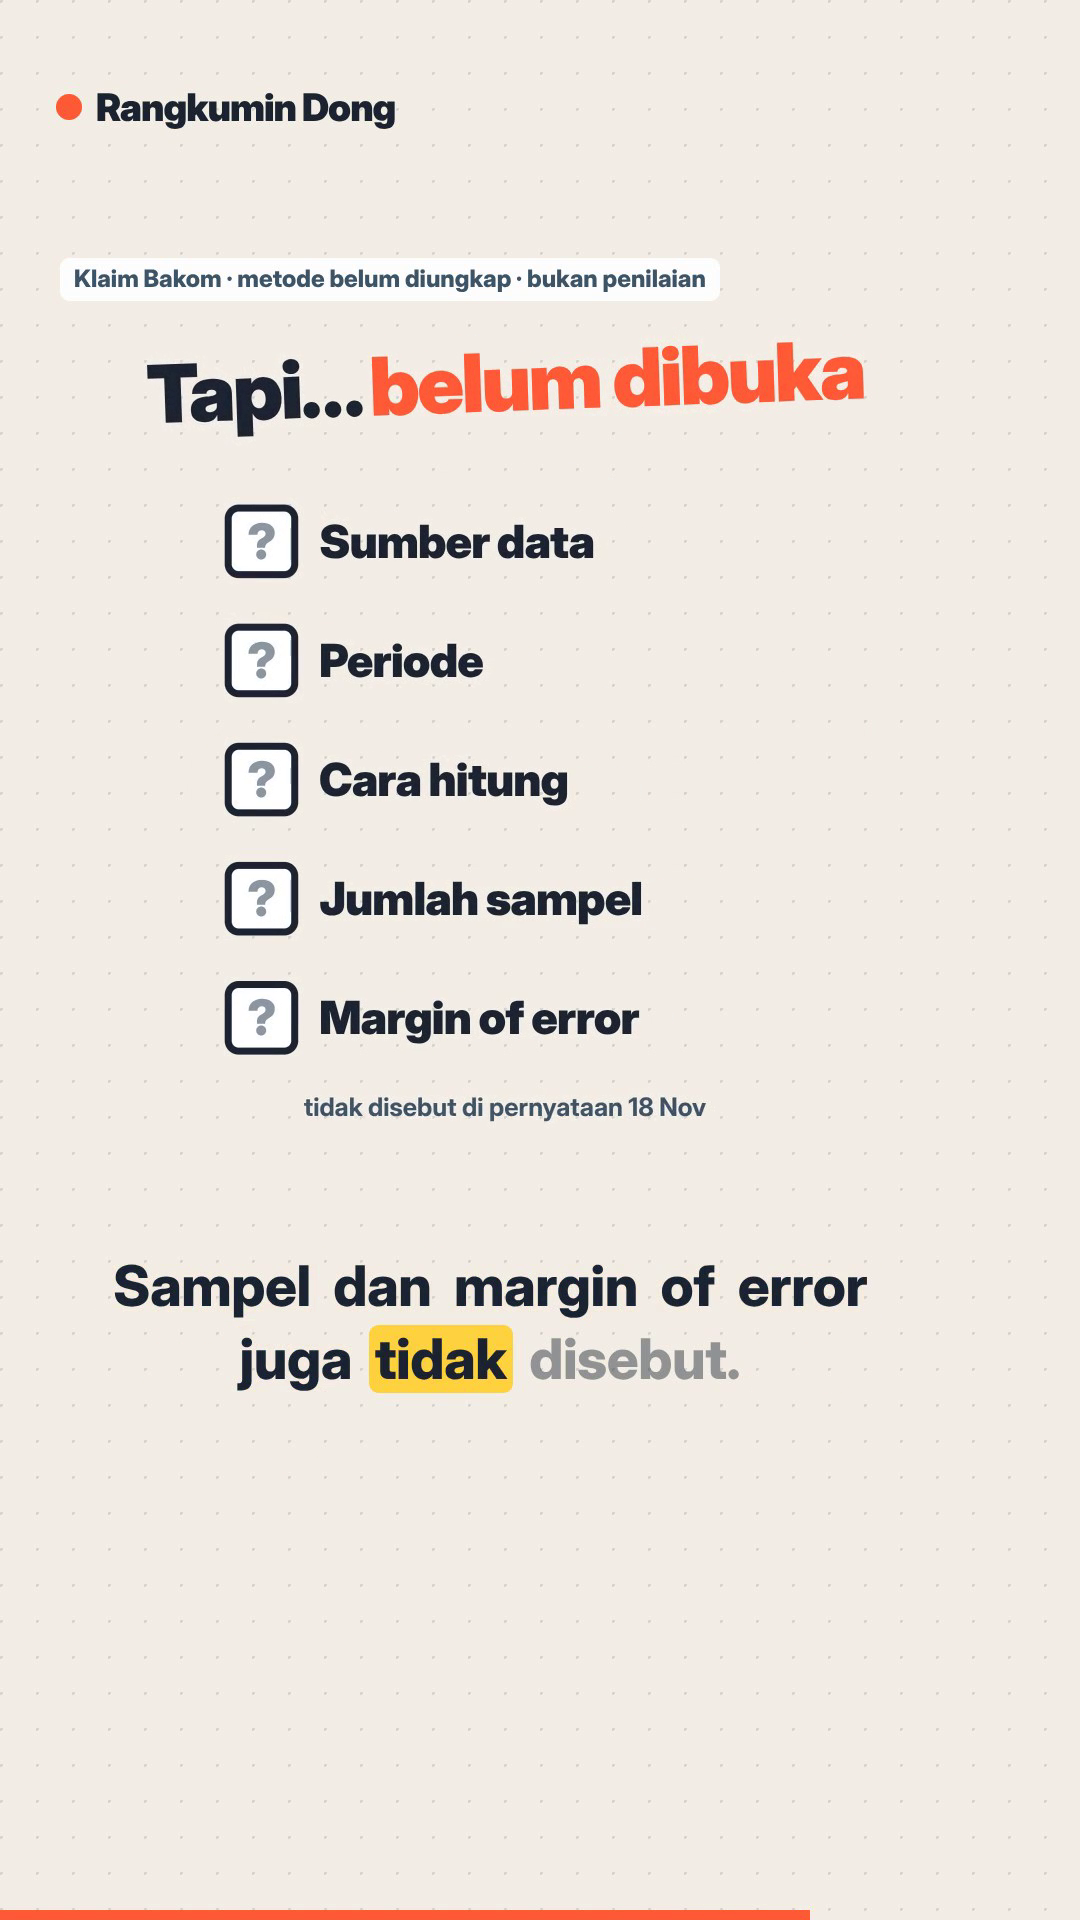 Rangkumin Dong
Klaim Bakom · metode belum diungkap · bukan penilaian
Tapi... belum dibuka
? Sumber data
? Periode
? Cara hitung
? Jumlah sampel
? Margin of error
tidak disebut di pernyataan 18 Nov
Sampel dan margin of error
juga tidak disebut.